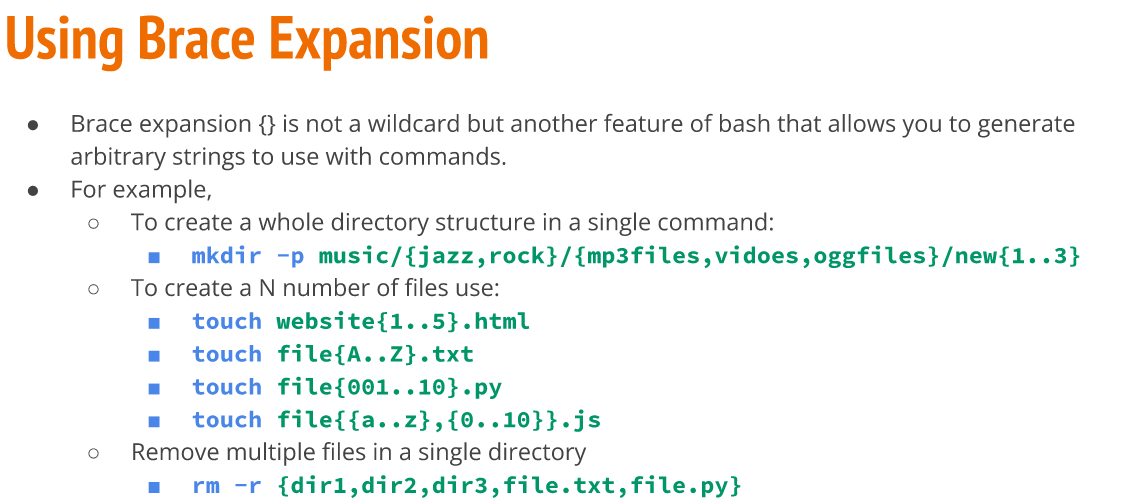 Using Brace Expansion
● Brace expansion {} is not a wildcard but another feature of bash that allows you to generate
arbitrary strings to use with commands.
● For example,
○ To create a whole directory structure in a single command:
■ mkdir -p music/{jazz,rock}/{mp3files,vidoes,oggfiles}/new{1..3}
○ To create a N number of files use:
■ touch website{1..5}.html
■ touch file{A..Z}.txt
■ touch file{001..10}.py
■ touch file{{a..z},{0..10}}.js
○ Remove multiple files in a single directory
■ rm -r {dir1,dir2,dir3,file.txt,file.py}